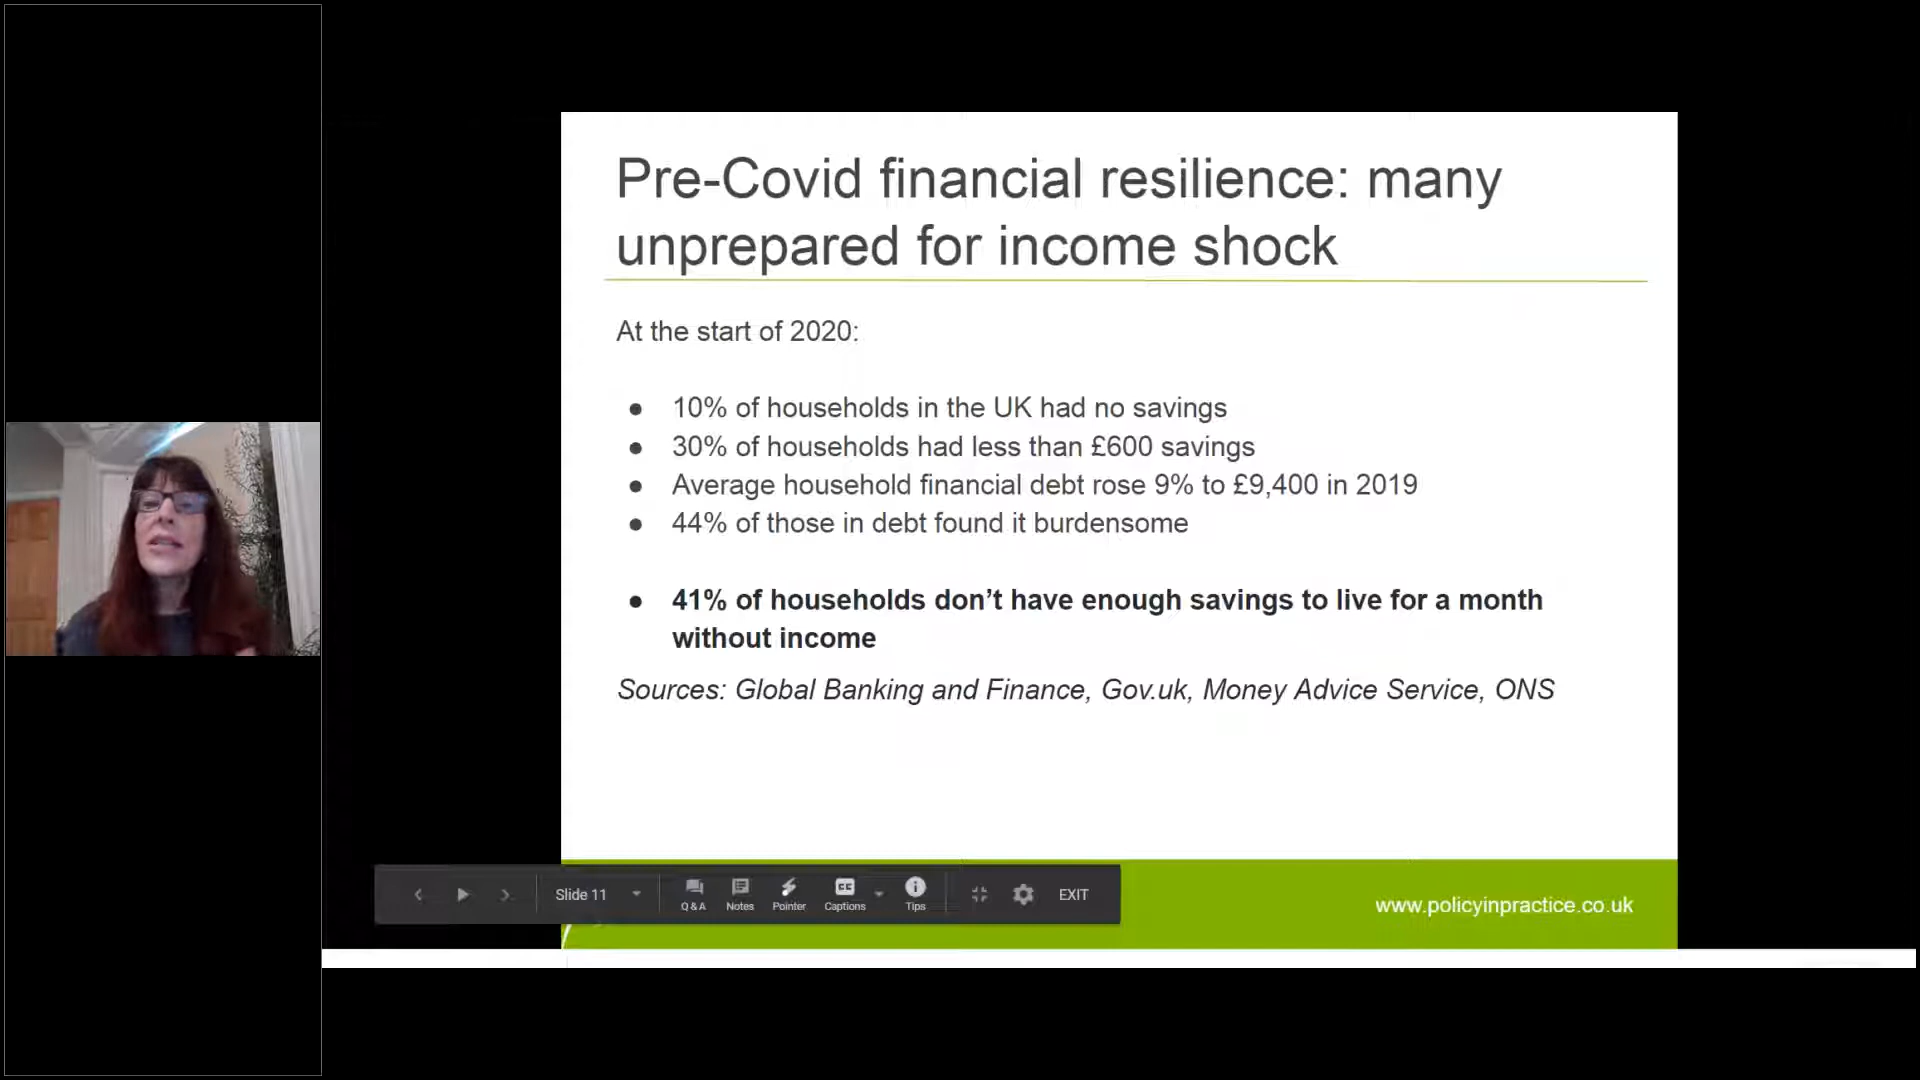 Pre-Covid financial resilience: many
unprepared for income shock
At the start of 2020:
● 10% of households in the UK had no savings
● 30% of households had less than £600 savings
● Average household financial debt rose 9% to £9,400 in 2019
● 44% of those in debt found it burdensome
● 41% of households don’t have enough savings to live for a month
without income
Sources: Global Banking and Finance, Gov.uk, Money Advice Service, ONS
Slide 11
Q & A
Notes
Pointer
CC
Captions
Tips
EXIT
www.policyinpractice.co.uk